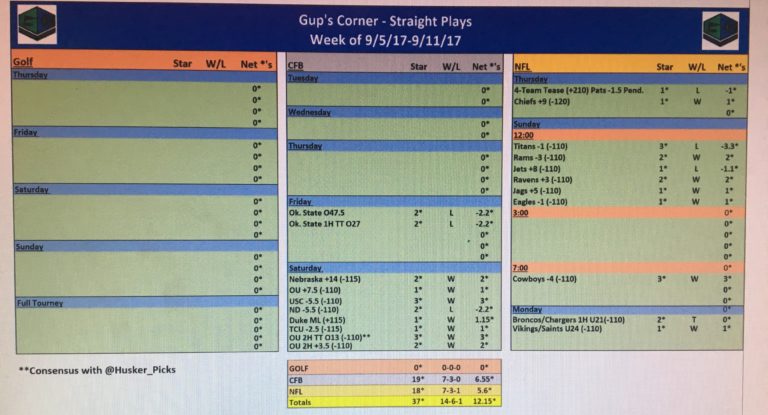 Gup's Corner - Straight Plays
Week of 9/5/17-9/11/17
Golf Star W/L Net *'s
Thursday
0*
0*
0*
0*
Friday
0*
0*
0*
0*
Saturday
0*
0*
0*
0*
Sunday
0*
0*
0*
0*
Full Tourney
0*
0*
0*
0*
CFB Star W/L Net *'s
Tuesday
0*
0*
Wednesday
0*
0*
Thursday
0*
0*
0*
0*
Friday
Ok. State O47.5 2* L -2.2*
Ok. State 1H TT O27 2* L -2.2*
0*
0*
0*
Saturday
Nebraska +14 (-115) 2* W 2*
OU +7.5 (-110) 1* W 1*
USC -5.5 (-110) 3* W 3*
ND -5.5 (-110) 2* L -2.2*
Duke ML (+115) 1* W 1.15*
TCU -2.5 (-115) 1* W 1*
OU 2H TT O13 (-110)** 3* W 3*
OU 2H +3.5 (-110) 2* W 2*
NFL Star W/L Net *'s
Thursday
4-Team Tease (+210) Pats -1.5 Pend. 1* L -1*
Chiefs +9 (-120) 1* W 1*
0*
Sunday
12:00
Titans -1 (-110) 3* L -3.3*
Rams -3 (-110) 2* W 2*
Jets +8 (-110) 1* L -1.1*
Ravens +3 (-110) 2* W 2*
Jags +5 (-110) 1* W 1*
Eagles -1 (-110) 1* W 1*
3:00 0*
0*
0*
0*
0*
7:00 0*
Cowboys -4 (-110) 3* W 3*
0*
Monday 0*
Broncos/Chargers 1H U21(-110) 2* T 0*
Vikings/Saints U24 (-110) 1* W 1*
**Consensus with @Husker_Picks
GOLF 0* 0-0-0 0*
CFB 19* 7-3-0 6.55*
NFL 18* 7-3-1 5.6*
Totals 37* 14-6-1 12.15*